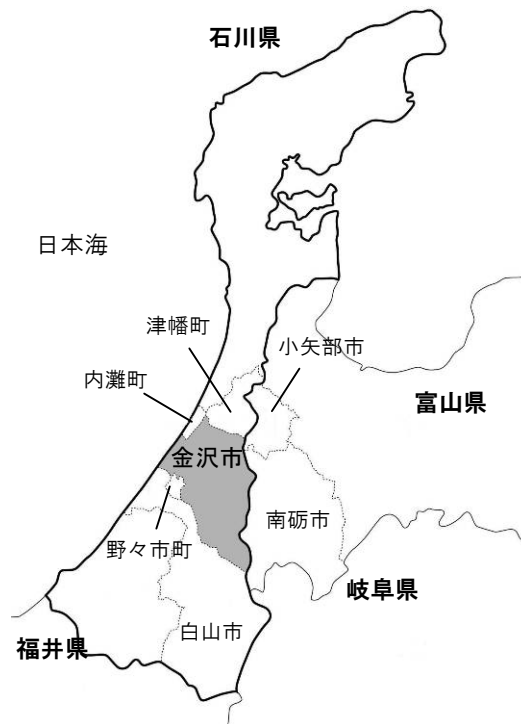 石川県
日本海
津幡町
小矢部市
内灘町
富山県
金沢市
南砺市
野々市町
岐阜県
白山市
福井県